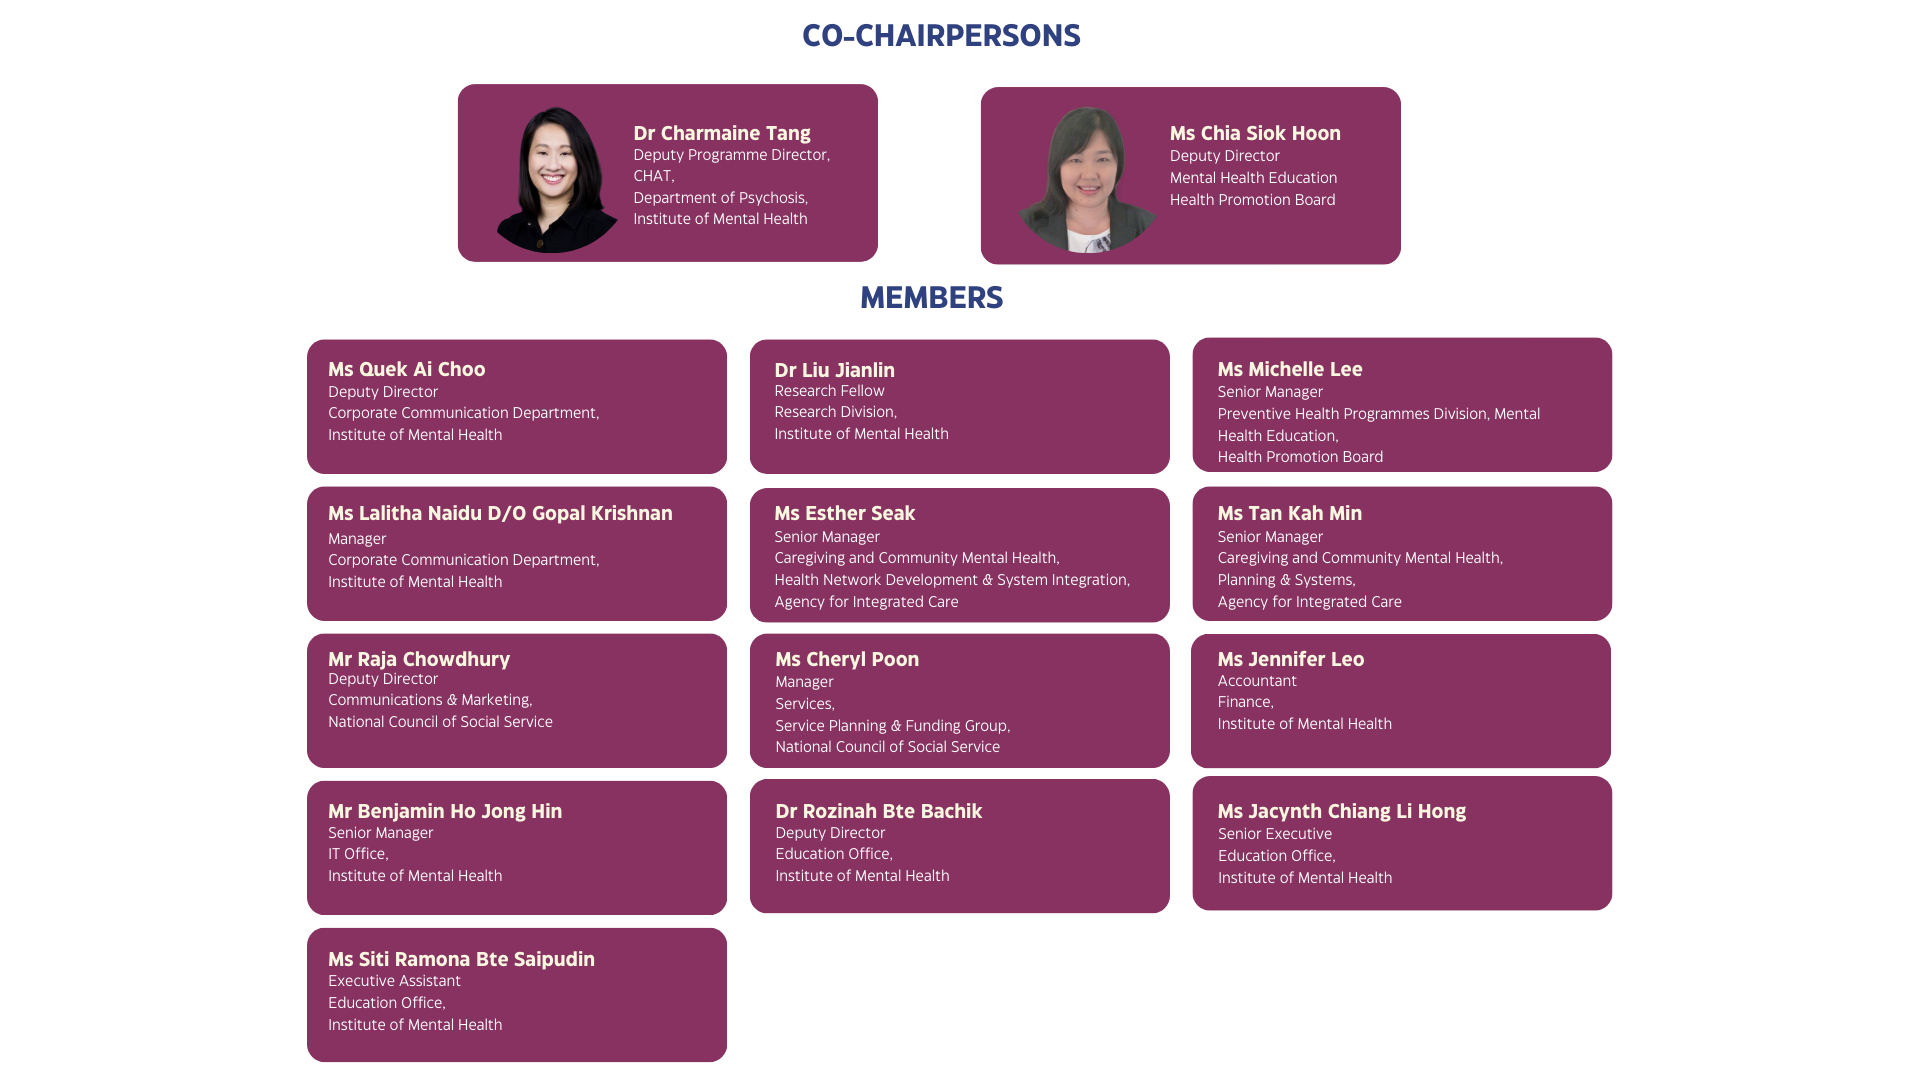 CO-CHAIRPERSONS
Dr Charmaine Tang
Deputy Programme Director,
CHAT,
Department of Psychosis,
Institute of Mental Health
Ms Chia Siok Hoon
Deputy Director
Mental Health Education
Health Promotion Board
MEMBERS
Ms Quek Ai Choo
Deputy Director
Corporate Communication Department,
Institute of Mental Health
Dr Liu Jianlin
Research Fellow
Research Division,
Institute of Mental Health
Ms Michelle Lee
Senior Manager
Preventive Health Programmes Division, Mental
Health Education,
Health Promotion Board
Ms Lalitha Naidu D/O Gopal Krishnan
Manager
Corporate Communication Department,
Institute of Mental Health
Ms Esther Seak
Senior Manager
Caregiving and Community Mental Health,
Health Network Development & System Integration,
Agency for Integrated Care
Ms Tan Kah Min
Senior Manager
Caregiving and Community Mental Health,
Planning & Systems,
Agency for Integrated Care
Mr Raja Chowdhury
Deputy Director
Communications & Marketing,
National Council of Social Service
Ms Cheryl Poon
Manager
Services,
Service Planning & Funding Group,
National Council of Social Service
Ms Jennifer Leo
Accountant
Finance,
Institute of Mental Health
Mr Benjamin Ho Jong Hin
Senior Manager
IT Office,
Institute of Mental Health
Dr Rozinah Bte Bachik
Deputy Director
Education Office,
Institute of Mental Health
Ms Jacynth Chiang Li Hong
Senior Executive
Education Office,
Institute of Mental Health
Ms Siti Ramona Bte Saipudin
Executive Assistant
Education Office,
Institute of Mental Health